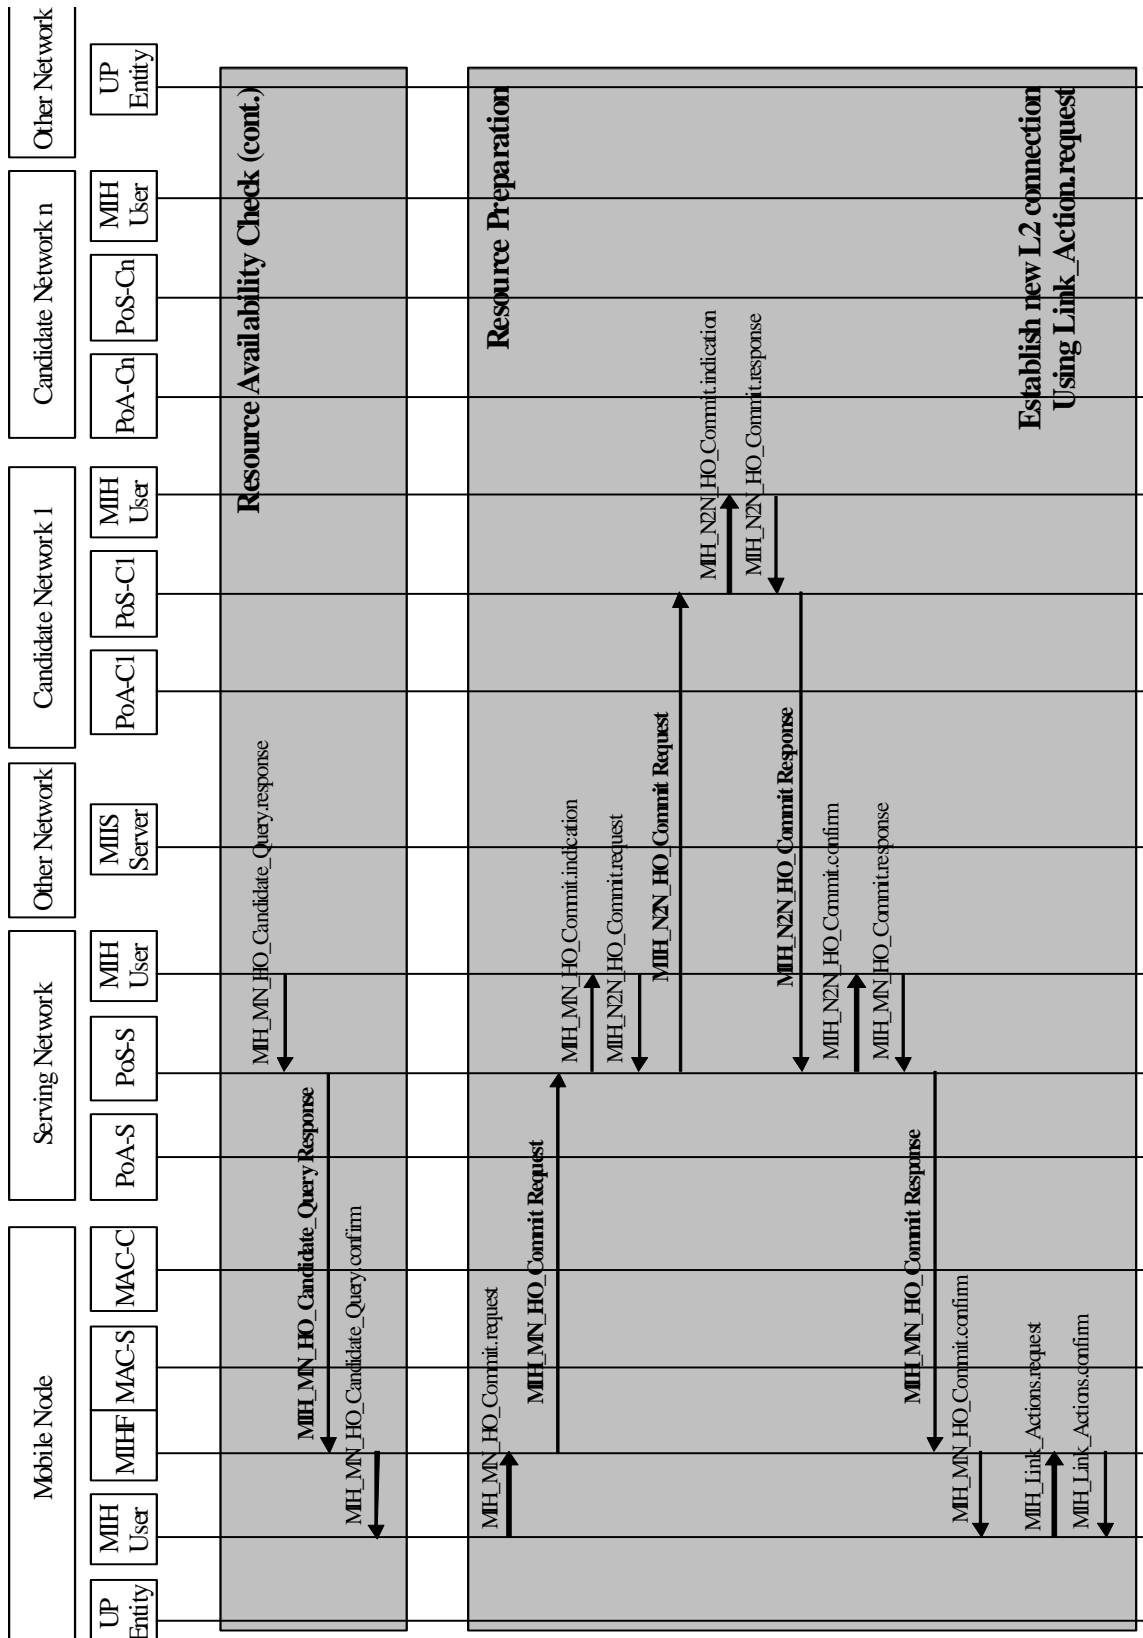 Mobile Node
Serving Network
Other Network
Candidate Network 1
Candidate Network n
Other Network
UP
Entity
MIH
User
MIHF
MAC-S
MAC-C
PoA-S
PoS-S
MIH
User
MIIS
Server
PoA-C1
PoS-C1
MIH
User
PoA-Cn
PoS-Cn
MIH
User
UP
Entity
Resource Availability Check (cont.)
MIH_MN_HO_Candidate_Query.response
MIH_MN_HO_Candidate_Query Response
MIH_MN_HO_Candidate_Query.confirm
Resource Preparation
MIH_MN_HO_Commit.request
MIH_MN_HO_Commit Request
MIH_MN_HO_Commit.indication
MIH_N2N_HO_Commit.request
MIH_N2N_HO_Commit Request
MIH_N2N_HO_Commit.indication
MIH_N2N_HO_Commit.response
MIH_N2N_HO_Commit Response
MIH_N2N_HO_Commit.confirm
MIH_MN_HO_Commit.response
MIH_MN_HO_Commit Response
MIH_MN_HO_Commit.confirm
Establish new L2 connection
Using Link_Action.request
MIH_Link_Actions.request
MIH_Link_Actions.confirm